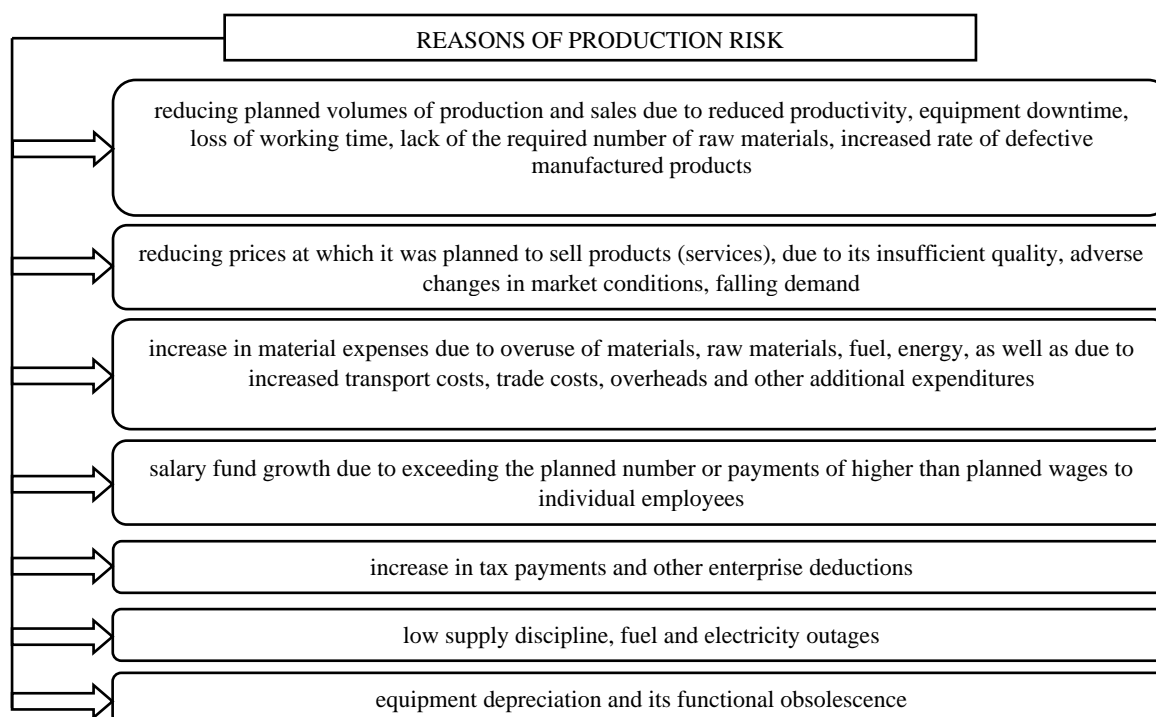 REASONS OF PRODUCTION RISK
reducing planned volumes of production and sales due to reduced productivity, equipment downtime,
loss of working time, lack of the required number of raw materials, increased rate of defective
manufactured products
reducing prices at which it was planned to sell products (services), due to its insufficient quality, adverse
changes in market conditions, falling demand
increase in material expenses due to overuse of materials, raw materials, fuel, energy, as well as due to
increased transport costs, trade costs, overheads and other additional expenditures
salary fund growth due to exceeding the planned number or payments of higher than planned wages to
individual employees
increase in tax payments and other enterprise deductions
low supply discipline, fuel and electricity outages
equipment depreciation and its functional obsolescence